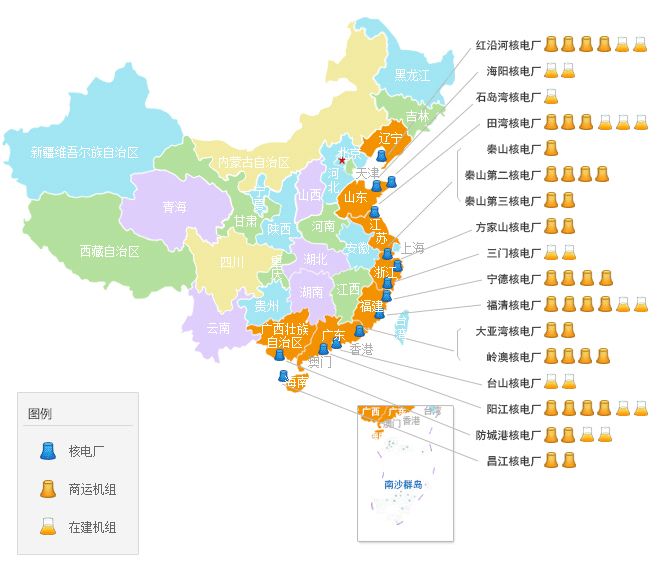 黑龙江
吉林
辽宁
内蒙古自治区
新疆维吾尔族自治区
北京
天津
河北
山西
山东
宁夏
青海
甘肃
陕西
河南
江苏
安徽
上海
西藏自治区
四川
重庆
湖北
浙江
湖南
江西
福建
贵州
云南
广西壮族
自治区
广东
台湾
香港
澳门
海南
红沿河核电厂
海阳核电厂
石岛湾核电厂
田湾核电厂
秦山核电厂
秦山第二核电厂
秦山第三核电厂
方家山核电厂
三门核电厂
宁德核电厂
福清核电厂
大亚湾核电厂
岭澳核电厂
台山核电厂
阳江核电厂
防城港核电厂
昌江核电厂
图例
核电厂
商运机组
在建机组
广西
广东
台湾
香港
澳门
南沙群岛